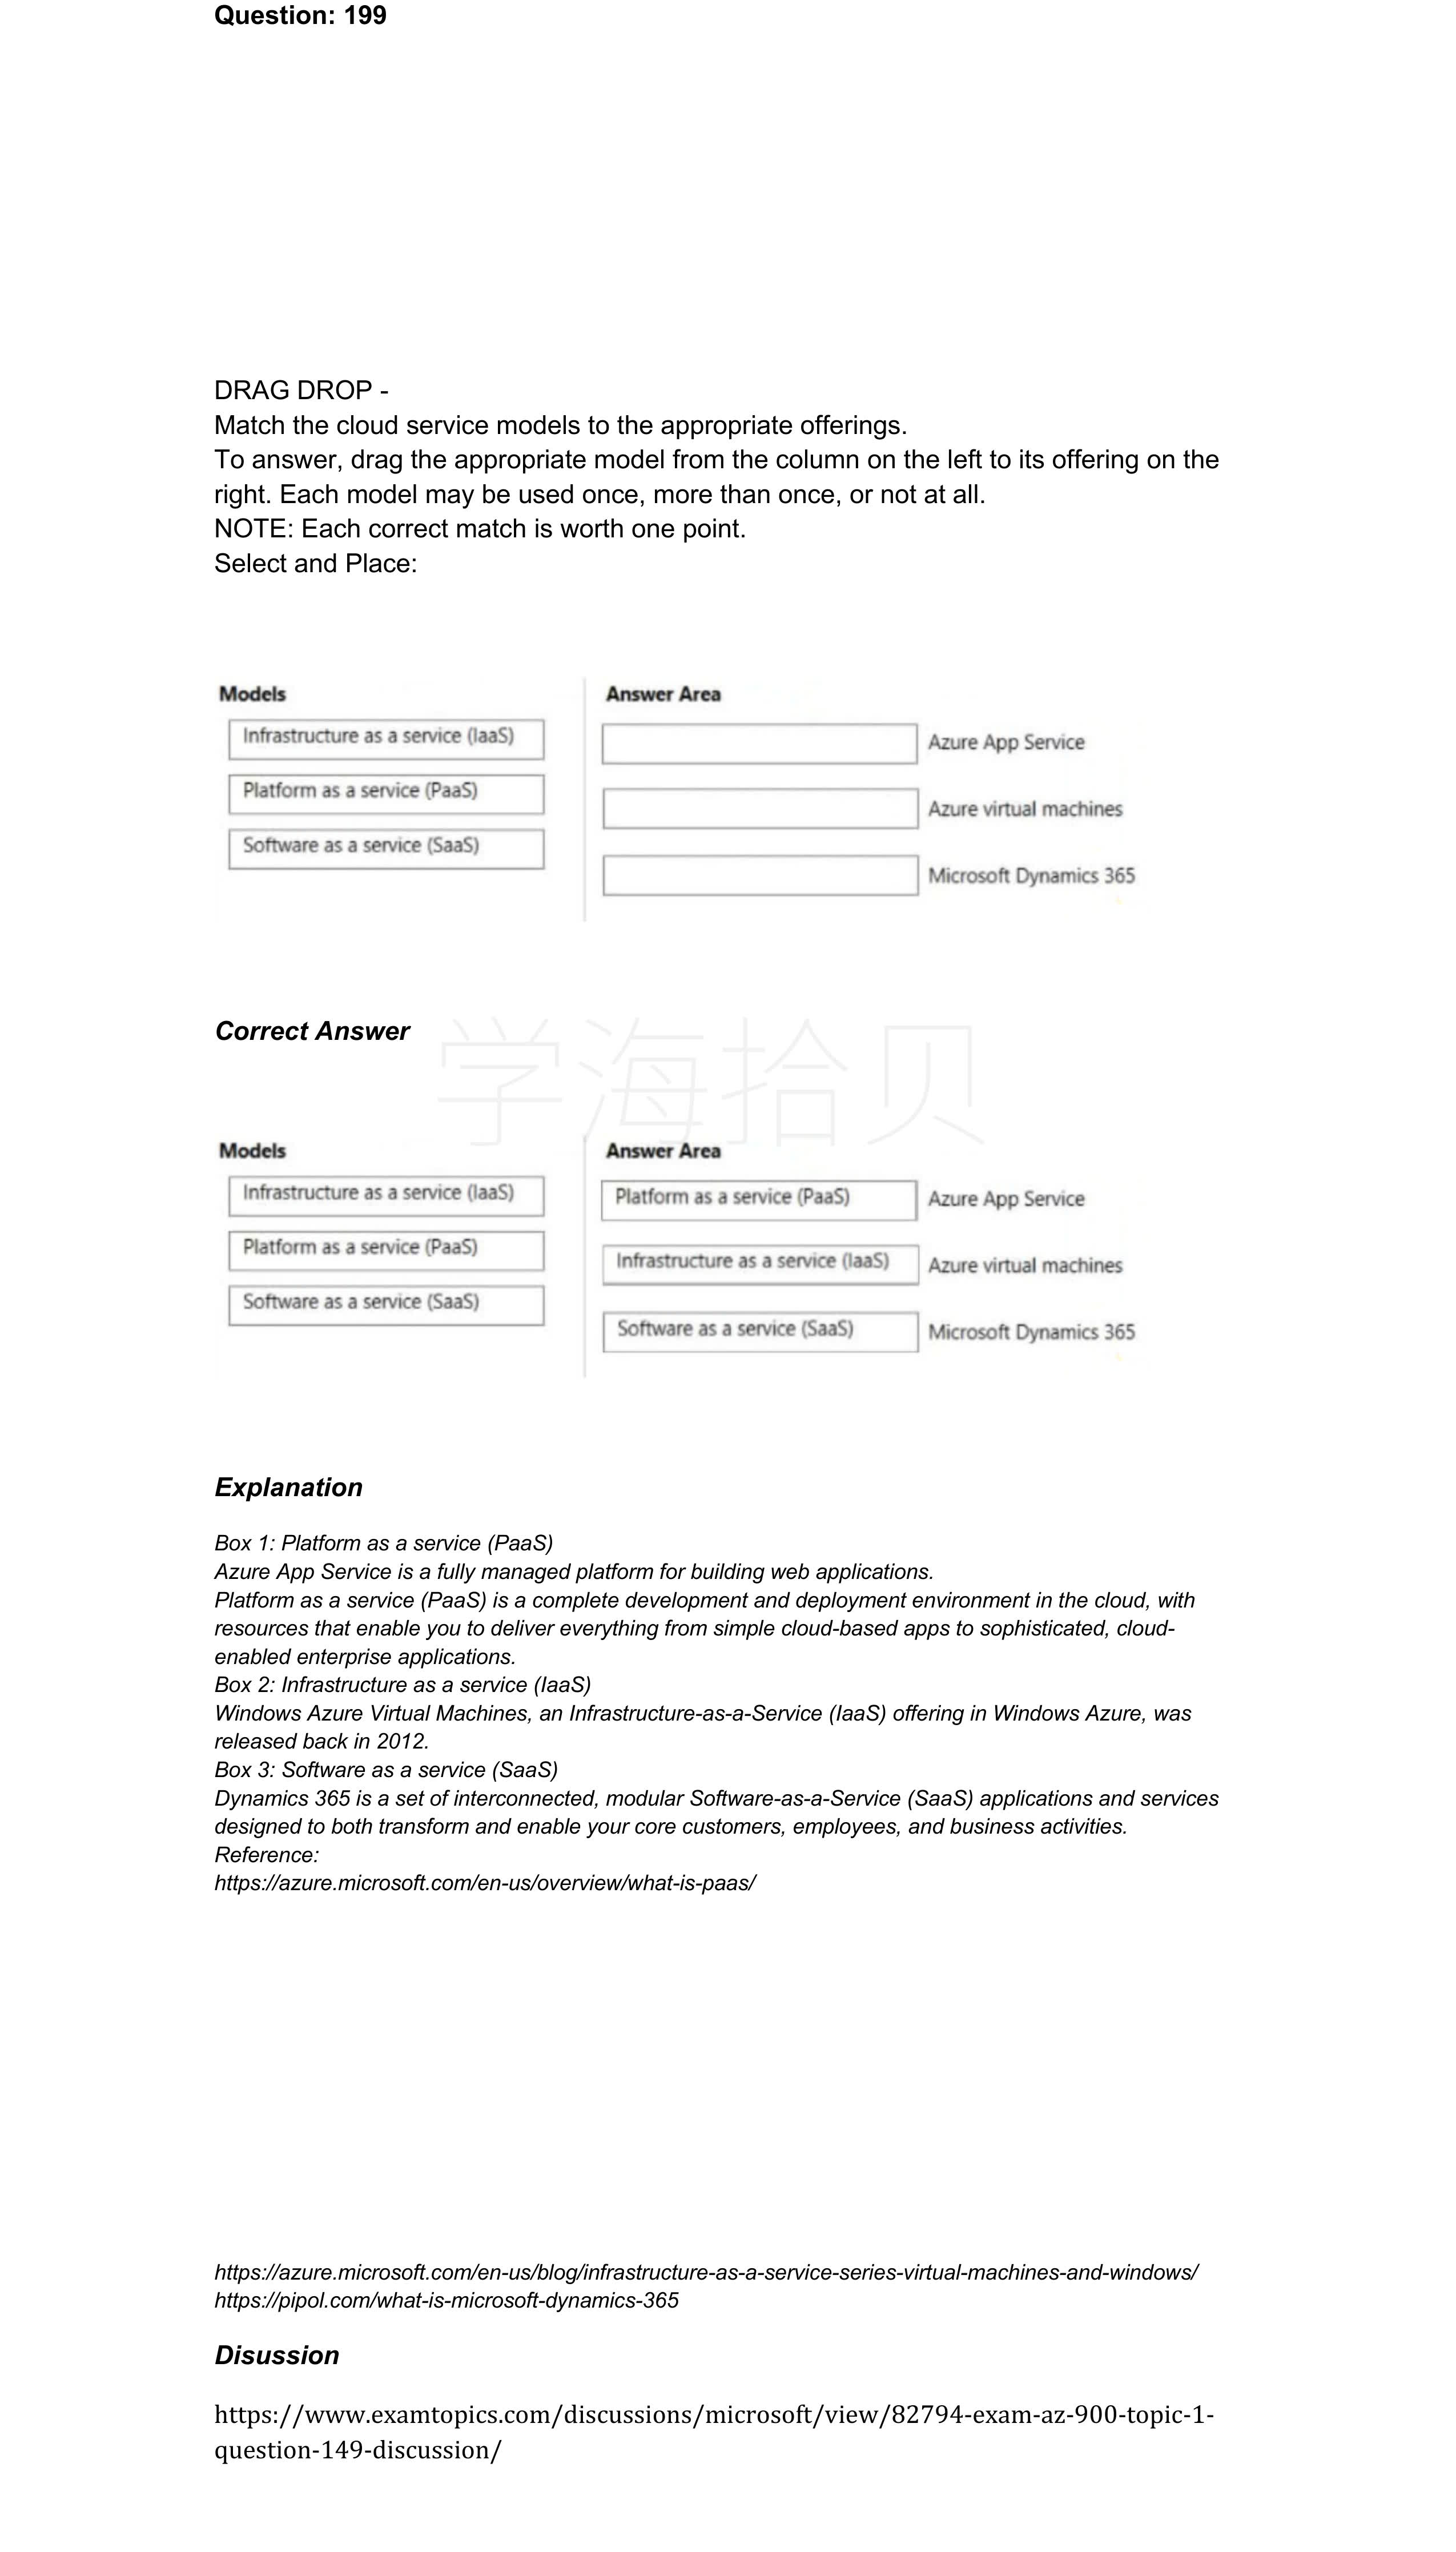 Question: 199
DRAG DROP -
Match the cloud service models to the appropriate offerings.
To answer, drag the appropriate model from the column on the left to its offering on the
right. Each model may be used once, more than once, or not at all.
NOTE: Each correct match is worth one point.
Select and Place:
Models
Infrastructure as a service (IaaS)
Platform as a service (PaaS)
Software as a service (SaaS)
Answer Area
Azure App Service
Azure virtual machines
Microsoft Dynamics 365
Correct Answer
学海拾贝
Models
Infrastructure as a service (IaaS)
Platform as a service (PaaS)
Software as a service (SaaS)
Answer Area
Platform as a service (PaaS) Azure App Service
Infrastructure as a service (IaaS) Azure virtual machines
Software as a service (SaaS) Microsoft Dynamics 365
Explanation
Box 1: Platform as a service (PaaS)
Azure App Service is a fully managed platform for building web applications.
Platform as a service (PaaS) is a complete development and deployment environment in the cloud, with
resources that enable you to deliver everything from simple cloud-based apps to sophisticated, cloud-
enabled enterprise applications.
Box 2: Infrastructure as a service (IaaS)
Windows Azure Virtual Machines, an Infrastructure-as-a-Service (IaaS) offering in Windows Azure, was
released back in 2012.
Box 3: Software as a service (SaaS)
Dynamics 365 is a set of interconnected, modular Software-as-a-Service (SaaS) applications and services
designed to both transform and enable your core customers, employees, and business activities.
Reference:
https://azure.microsoft.com/en-us/overview/what-is-paas/
https://azure.microsoft.com/en-us/blog/infrastructure-as-a-service-series-virtual-machines-and-windows/
https://pipol.com/what-is-microsoft-dynamics-365
Disussion
https://www.examtopics.com/discussions/microsoft/view/82794-exam-az-900-topic-1-
question-149-discussion/